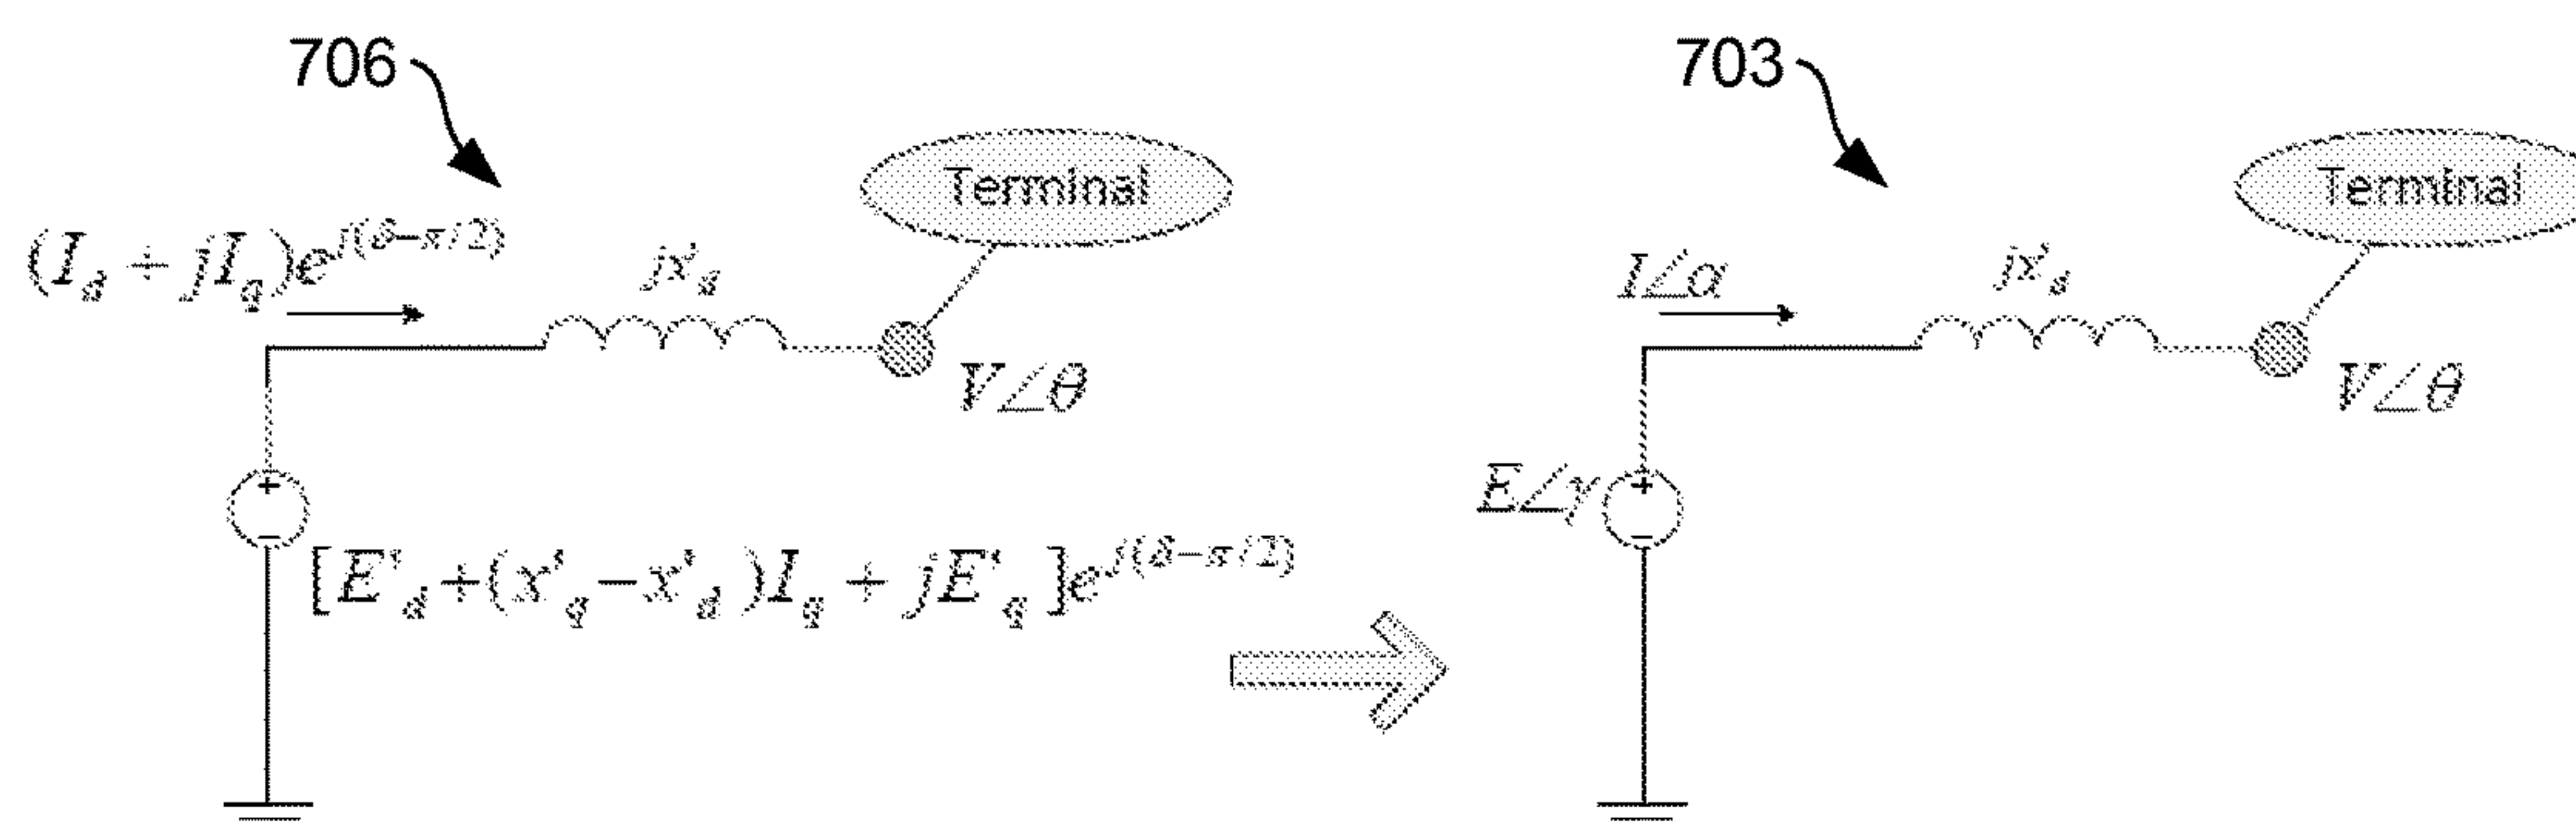 706
703
Terminal
Terminal
(I_d + jI_q)e^{j(δ−π/2)}
jx'_d
I∠α
jx'_d
V∠θ
V∠θ
E∠γ
+
−
+
−
[E'_d+(x'_q−x'_d)I_q + jE'_q]e^{j(δ−π/2)}